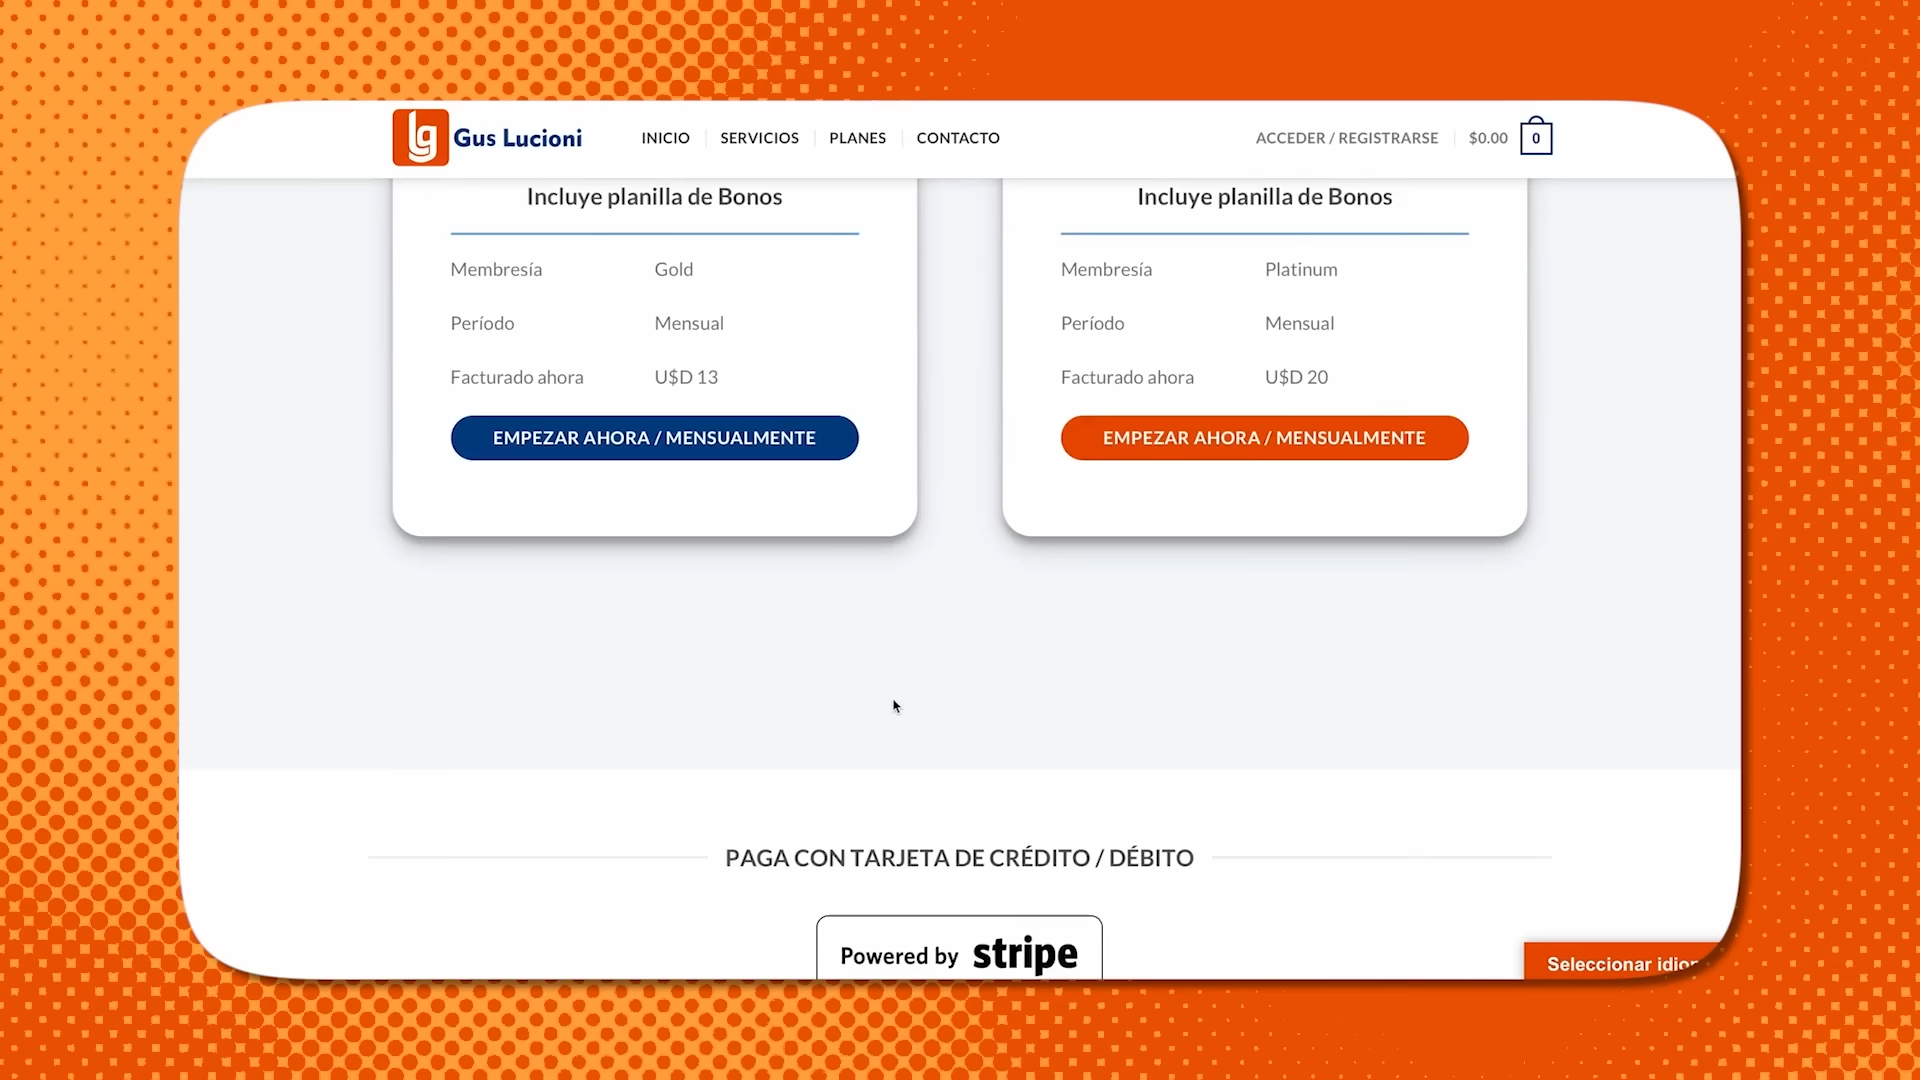 lg Gus Lucioni
INICIO
SERVICIOS
PLANES
CONTACTO
ACCEDER / REGISTRARSE
$0.00
0
Incluye planilla de Bonos
Membresía Gold
Período Mensual
Facturado ahora U$D 13
EMPEZAR AHORA / MENSUALMENTE
Incluye planilla de Bonos
Membresía Platinum
Período Mensual
Facturado ahora U$D 20
EMPEZAR AHORA / MENSUALMENTE
PAGA CON TARJETA DE CRÉDITO / DÉBITO
Powered by stripe
Seleccionar